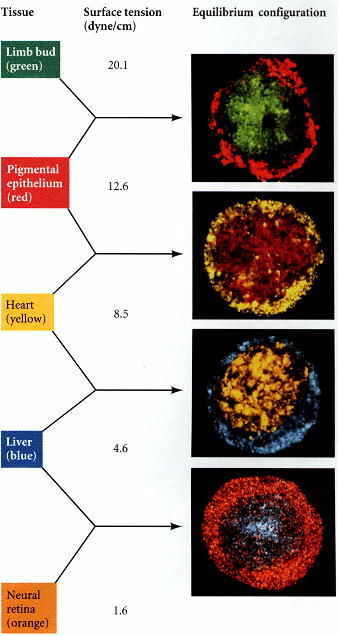 Tissue
Surface tension
(dyne/cm)
Equilibrium configuration
Limb bud
(green)
20.1
Pigmental
epithelium
(red)
12.6
Heart
(yellow)
8.5
Liver
(blue)
4.6
Neural
retina
(orange)
1.6